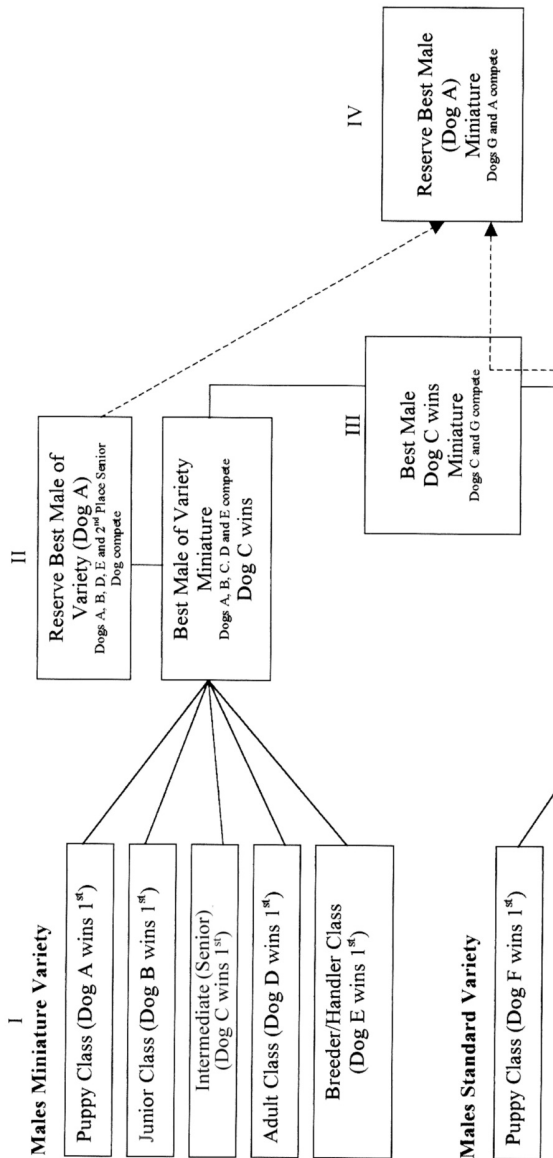 I
Males Miniature Variety
Puppy Class (Dog A wins 1st)
Junior Class (Dog B wins 1st)
Intermediate (Senior)
(Dog C wins 1st)
Adult Class (Dog D wins 1st)
Breeder/Handler Class
(Dog E wins 1st)
Males Standard Variety
Puppy Class (Dog F wins 1st)
II
Reserve Best Male of
Variety (Dog A)
Dogs A, B, D, E and 2nd Place Senior
Dog compete
Best Male of Variety
Miniature
Dogs A, B, C. D and E compete
Dog C wins
III
Best Male
Dog C wins
Miniature
Dogs C and G compete
IV
Reserve Best Male
(Dog A)
Miniature
Dogs G and A compete